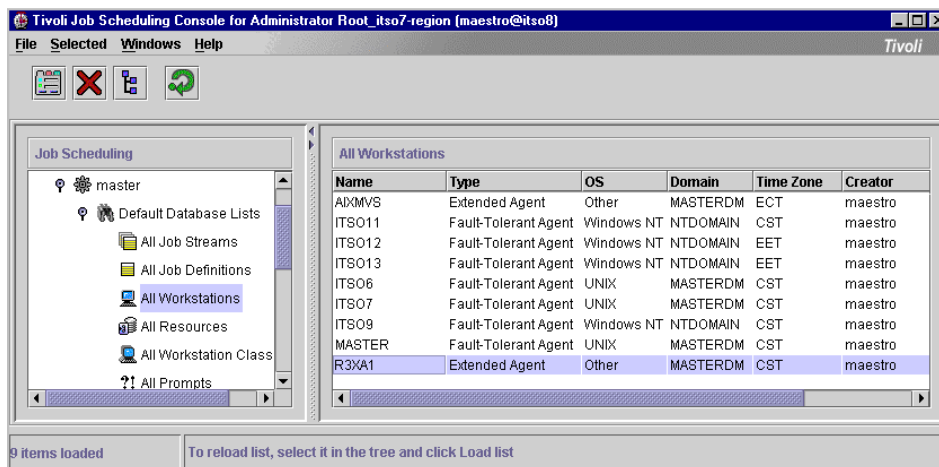 Tivoli Job Scheduling Console for Administrator Root_itso7-region (maestro@itso8)
File Selected Windows Help Tivoli
Job Scheduling
master
Default Database Lists
All Job Streams
All Job Definitions
All Workstations
All Resources
All Workstation Class
All Prompts
All Workstations
Name Type OS Domain Time Zone Creator
AIXMVS Extended Agent Other MASTERDM ECT maestro
ITSO11 Fault-Tolerant Agent Windows NT NTDOMAIN CST maestro
ITSO12 Fault-Tolerant Agent Windows NT NTDOMAIN EET maestro
ITSO13 Fault-Tolerant Agent Windows NT NTDOMAIN EET maestro
ITSO6 Fault-Tolerant Agent UNIX MASTERDM CST maestro
ITSO7 Fault-Tolerant Agent UNIX MASTERDM CST maestro
ITSO9 Fault-Tolerant Agent Windows NT NTDOMAIN CST maestro
MASTER Fault-Tolerant Agent UNIX MASTERDM CST maestro
R3XA1 Extended Agent Other MASTERDM CST maestro
9 items loaded
To reload list, select it in the tree and click Load list